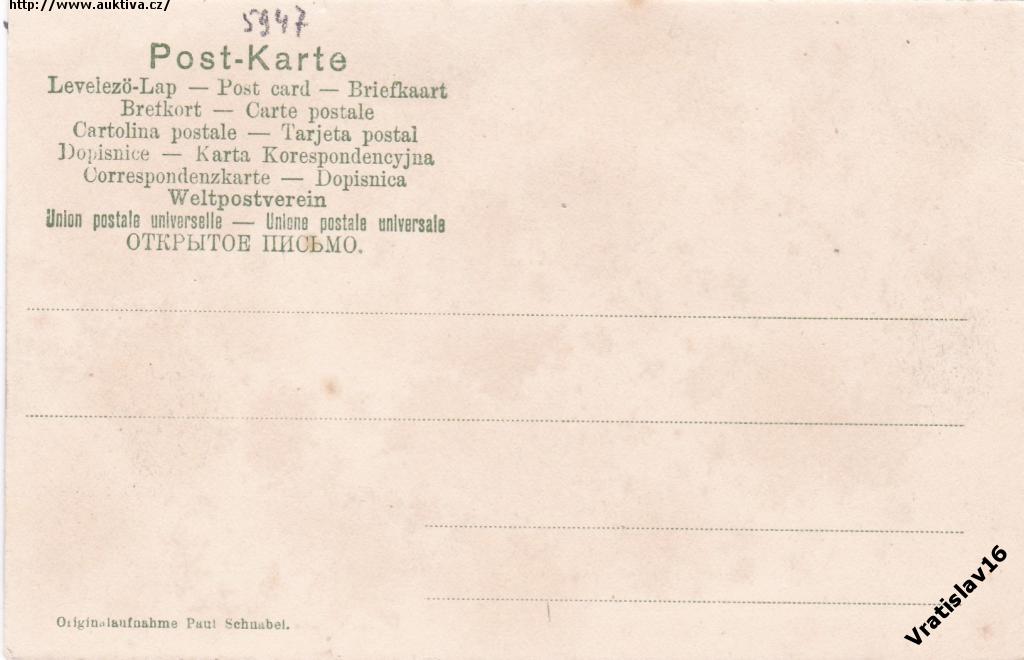 http://www.auktiva.cz/
5947
Post-Karte
Levelezö-Lap — Post card — Briefkaart
Brefkort — Carte postale
Cartolina postale — Tarjeta postal
Dopisnice — Karta Korespondencyjna
Correspondenzkarte — Dopisnica
Weltpostverein
Union postale universelle — Unione postale universale
ОТКРЫТОЕ ПИСЬМО.
Originalaufnahme Paul Schnabel.
Vratislav16